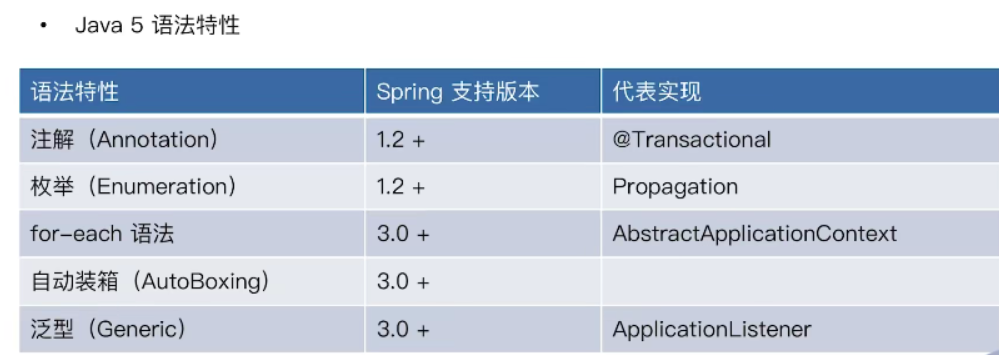 • Java 5 语法特性
语法特性 Spring 支持版本 代表实现
注解（Annotation） 1.2 + @Transactional
枚举（Enumeration） 1.2 + Propagation
for-each 语法 3.0 + AbstractApplicationContext
自动装箱（AutoBoxing） 3.0 +
泛型（Generic） 3.0 + ApplicationListener